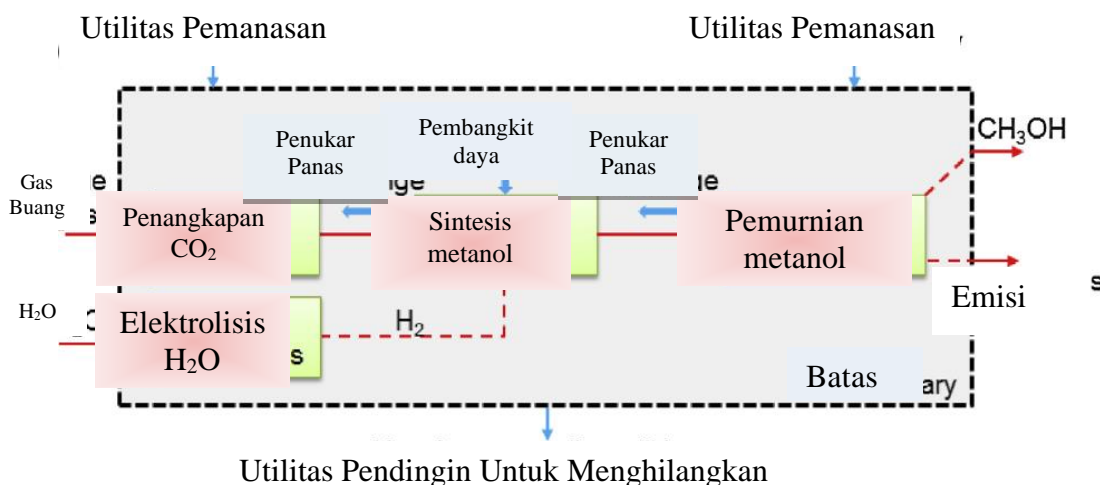 Utilitas Pemanasan
Utilitas Pemanasan
Penukar
Panas
Pembangkit
daya
Penukar
Panas
CH₃OH
Gas
Buang
Penangkapan
CO₂
Sintesis
metanol
Pemurnian
metanol
Emisi
H₂O
Elektrolisis
H₂O
H₂
Batas
Utilitas Pendingin Untuk Menghilangkan